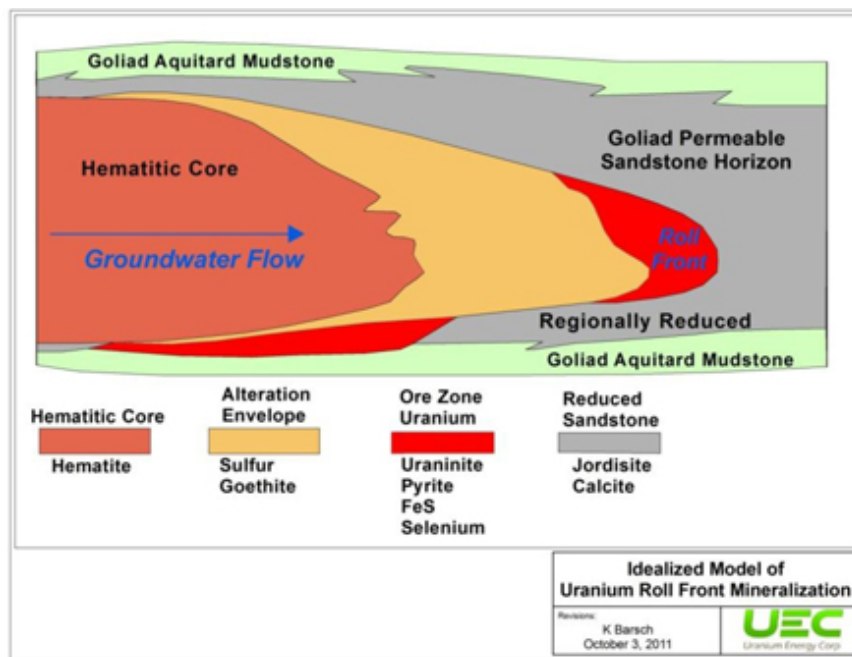 Goliad Aquitard Mudstone
Goliad Permeable
Sandstone Horizon
Hematitic Core
Groundwater Flow
Roll
Front
Regionally Reduced
Goliad Aquitard Mudstone
Hematitic Core
Hematite
Alteration
Envelope
Sulfur
Goethite
Ore Zone
Uranium
Uraninite
Pyrite
FeS
Selenium
Reduced
Sandstone
Jordisite
Calcite
Idealized Model of
Uranium Roll Front Mineralization
Revisions:
K Barsch
October 3, 2011
UEC
Uranium Energy Corp